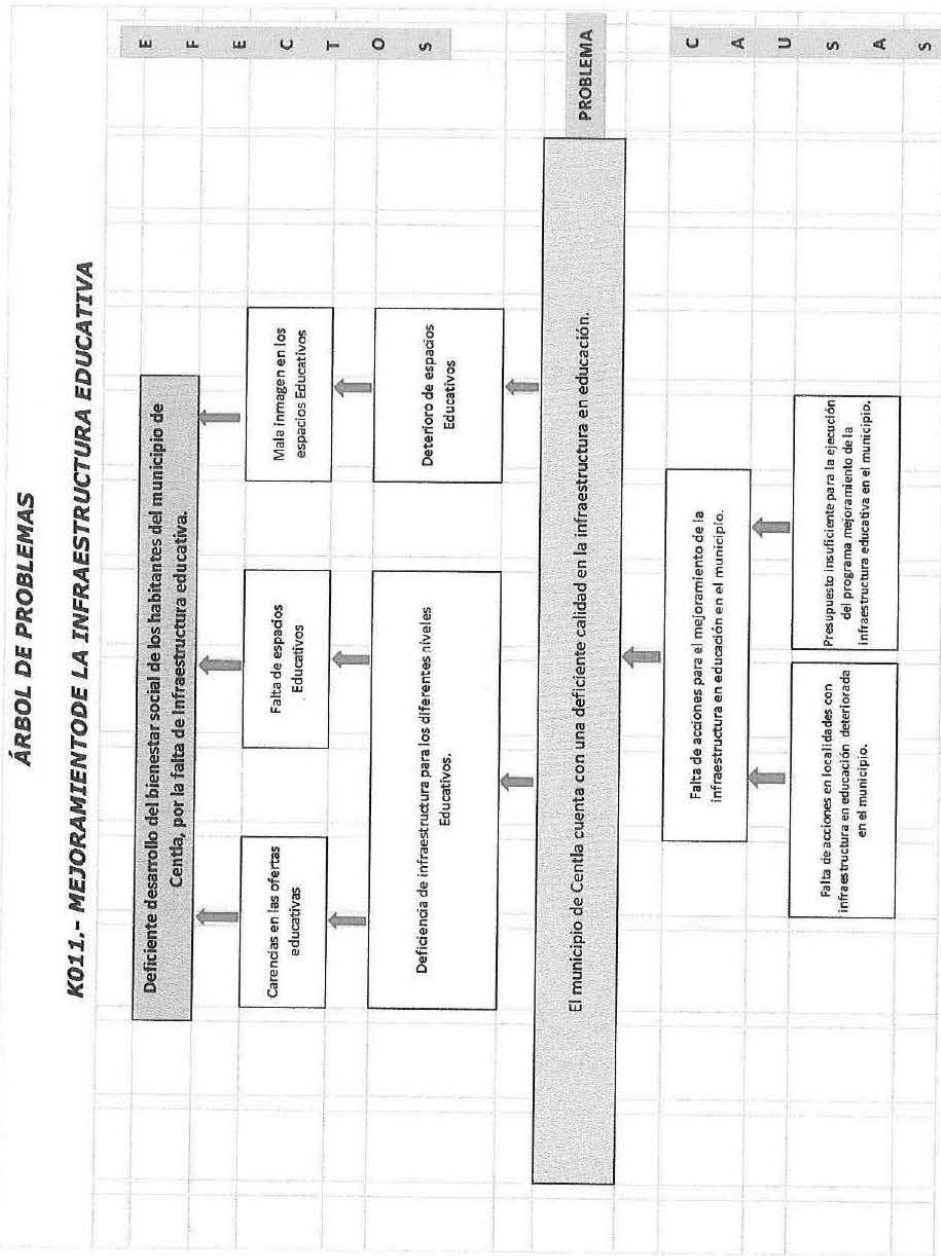 ÁRBOL DE PROBLEMAS
K011.- MEJORAMIENTODE LA INFRAESTRUCTURA EDUCATIVA
Deficiente desarrollo del bienestar social de los habitantes del municipio de
Centla, por la falta de Infraestructura educativa.
Carencias en las ofertas
educativas
Falta de espacios
. Educativos
Mala inmagen en los
espacios Educativos
Deficiencia de infraestructura para los diferentes niveles
Educativos.
Deterioro de espacios
Educativos
E
F
E
C
T
O
S
El municipio de Centla cuenta con una deficiente calidad en la infraestructura en educación.
PROBLEMA
Falta de acciones para el mejoramiento de la
infraestructura en educación en el municipio.
Falta de acciones en localidades con
infraestructura en educación deteriorada
en el municipio.
Presupuesto insuficiente para la ejecución
del programa mejoramiento de la
infraestructura educativa en el municipio.
C
A
U
S
A
S